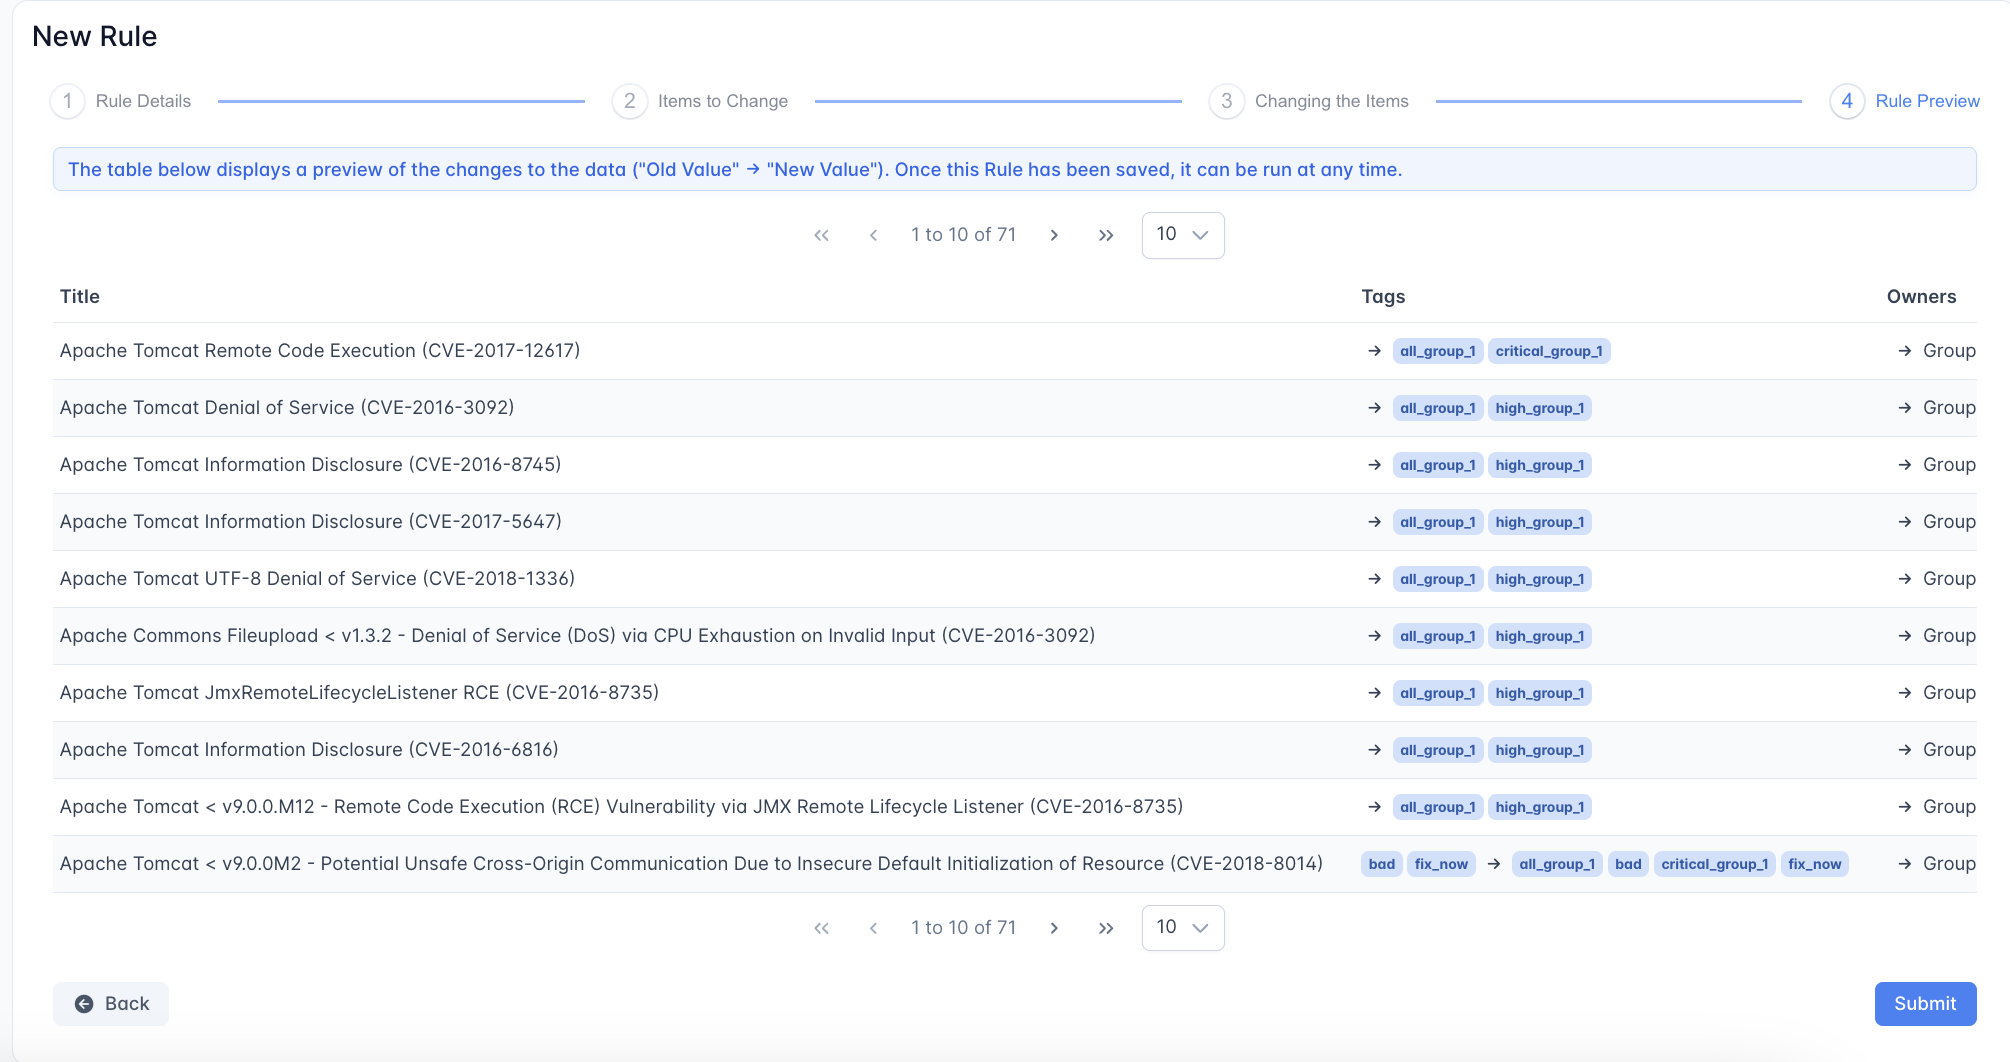 New Rule
1 Rule Details 2 Items to Change 3 Changing the Items 4 Rule Preview
The table below displays a preview of the changes to the data ("Old Value" → "New Value"). Once this Rule has been saved, it can be run at any time.
« ‹ 1 to 10 of 71 › » 10
Title Tags Owners
Apache Tomcat Remote Code Execution (CVE-2017-12617) → all_group_1 critical_group_1 → Group
Apache Tomcat Denial of Service (CVE-2016-3092) → all_group_1 high_group_1 → Group
Apache Tomcat Information Disclosure (CVE-2016-8745) → all_group_1 high_group_1 → Group
Apache Tomcat Information Disclosure (CVE-2017-5647) → all_group_1 high_group_1 → Group
Apache Tomcat UTF-8 Denial of Service (CVE-2018-1336) → all_group_1 high_group_1 → Group
Apache Commons Fileupload < v1.3.2 - Denial of Service (DoS) via CPU Exhaustion on Invalid Input (CVE-2016-3092) → all_group_1 high_group_1 → Group
Apache Tomcat JmxRemoteLifecycleListener RCE (CVE-2016-8735) → all_group_1 high_group_1 → Group
Apache Tomcat Information Disclosure (CVE-2016-6816) → all_group_1 high_group_1 → Group
Apache Tomcat < v9.0.0.M12 - Remote Code Execution (RCE) Vulnerability via JMX Remote Lifecycle Listener (CVE-2016-8735) → all_group_1 high_group_1 → Group
Apache Tomcat < v9.0.0M2 - Potential Unsafe Cross-Origin Communication Due to Insecure Default Initialization of Resource (CVE-2018-8014) bad fix_now → all_group_1 bad critical_group_1 fix_now → Group
« ‹ 1 to 10 of 71 › » 10
Back Submit